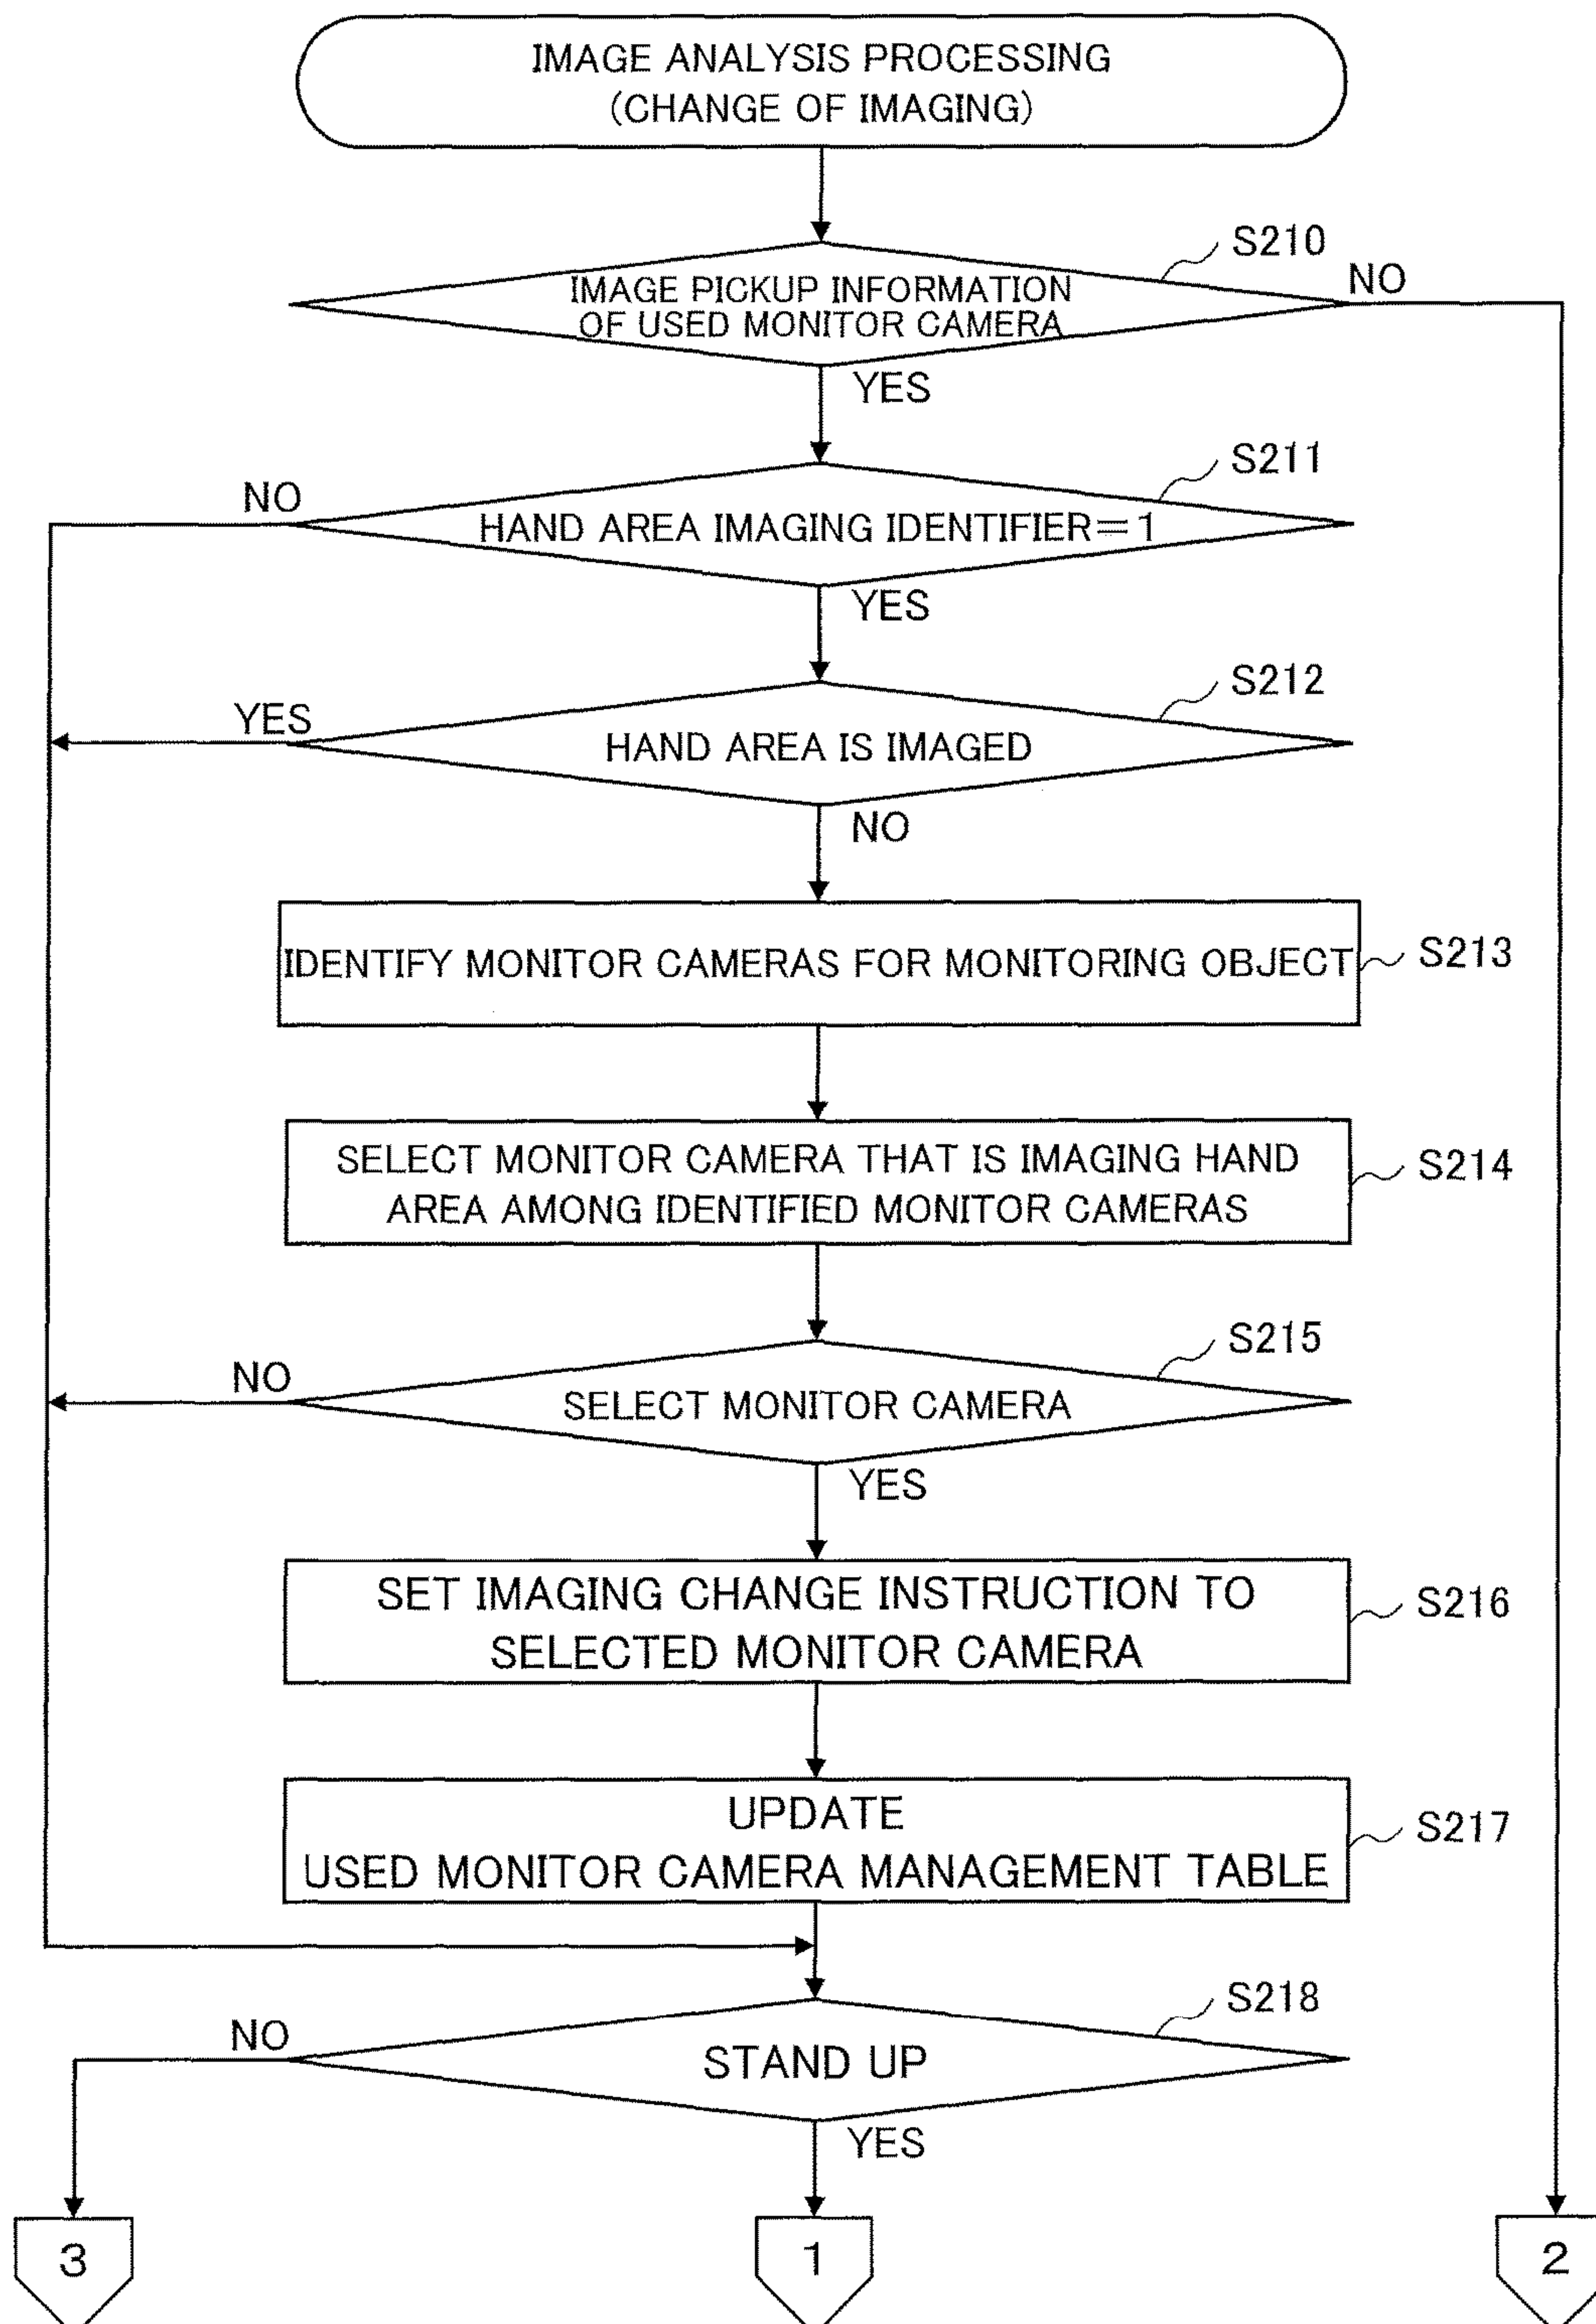 IMAGE ANALYSIS PROCESSING
(CHANGE OF IMAGING)
S210
IMAGE PICKUP INFORMATION
OF USED MONITOR CAMERA
NO
YES
S211
NO
HAND AREA IMAGING IDENTIFIER=1
YES
S212
YES
HAND AREA IS IMAGED
NO
IDENTIFY MONITOR CAMERAS FOR MONITORING OBJECT
S213
SELECT MONITOR CAMERA THAT IS IMAGING HAND
AREA AMONG IDENTIFIED MONITOR CAMERAS
S214
S215
NO
SELECT MONITOR CAMERA
YES
SET IMAGING CHANGE INSTRUCTION TO
SELECTED MONITOR CAMERA
S216
UPDATE
USED MONITOR CAMERA MANAGEMENT TABLE
S217
S218
NO
STAND UP
YES
3
1
2